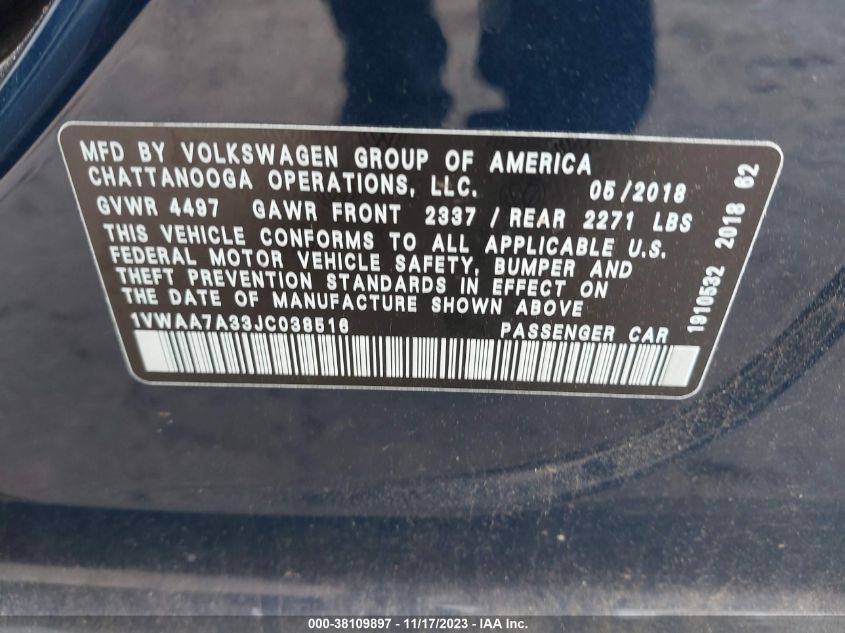 MFD BY VOLKSWAGEN GROUP OF AMERICA
CHATTANOOGA OPERATIONS, LLC. 05/2018
GVWR 4497 GAWR FRONT 2337 / REAR 2271 LBS
THIS VEHICLE CONFORMS TO ALL APPLICABLE U.S.
FEDERAL MOTOR VEHICLE SAFETY, BUMPER AND
THEFT PREVENTION STANDARDS IN EFFECT ON
THE DATE OF MANUFACTURE SHOWN ABOVE
1VWAA7A33JC038516 PASSENGER CAR
1910532 2018 62
000-38109897 - 11/17/2023 - IAA Inc.